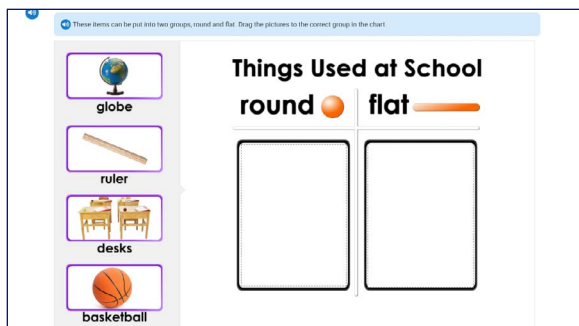 These items can be put into two groups, round and flat. Drag the pictures to the correct group in the chart.
Things Used at School
round flat
globe
ruler
desks
basketball